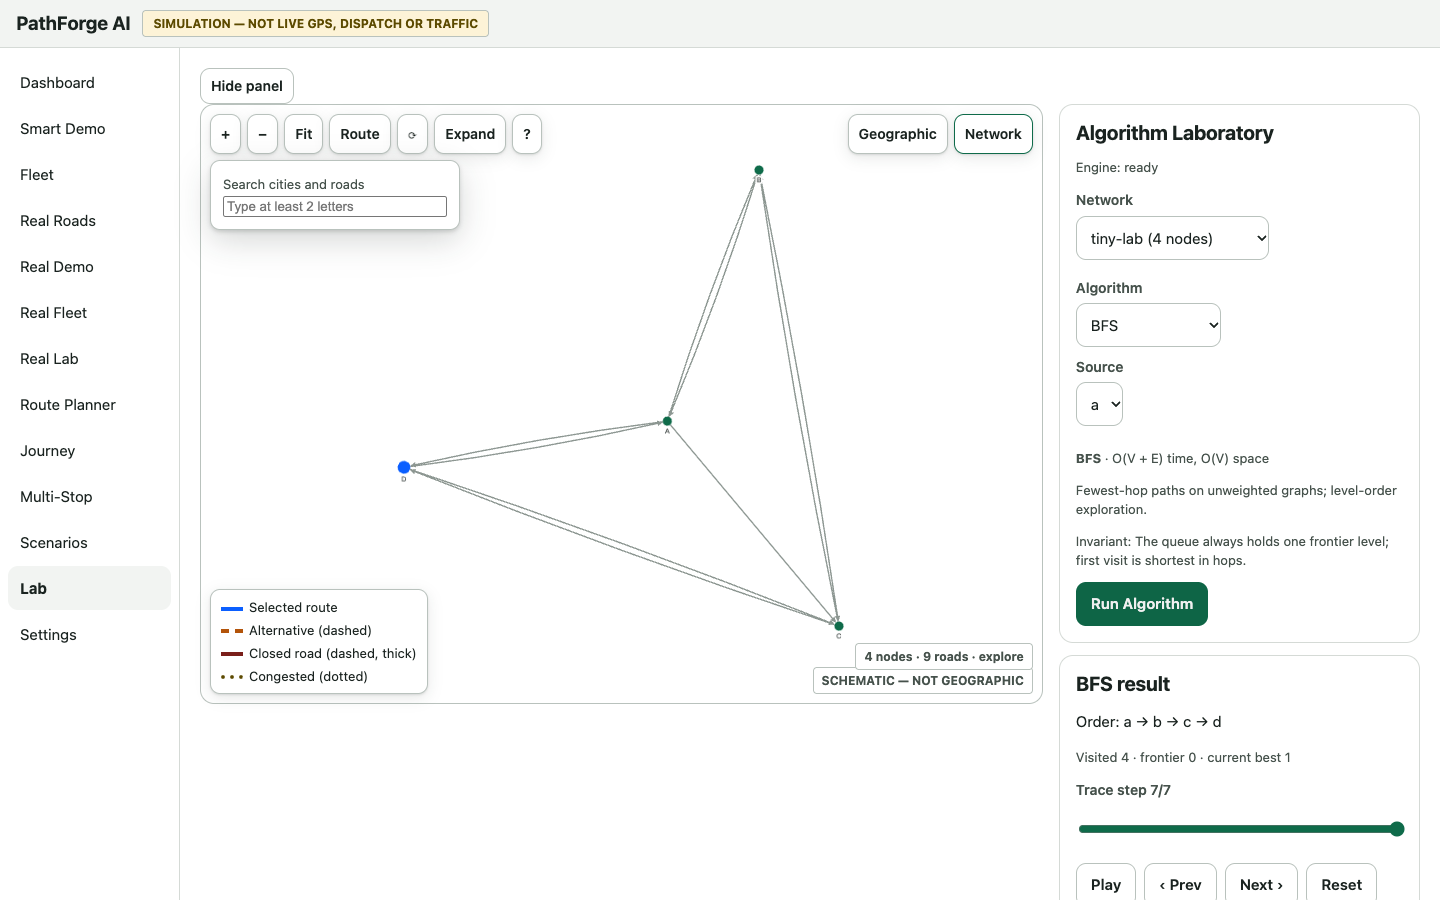 PathForge AI
SIMULATION — NOT LIVE GPS, DISPATCH OR TRAFFIC
Dashboard
Smart Demo
Fleet
Real Roads
Real Demo
Real Fleet
Real Lab
Route Planner
Journey
Multi-Stop
Scenarios
Lab
Settings
Hide panel
+
−
Fit
Route
⟳
Expand
?
Geographic
Network
Search cities and roads
Type at least 2 letters
B
A
D
C
Selected route
Alternative (dashed)
Closed road (dashed, thick)
Congested (dotted)
4 nodes · 9 roads · explore
SCHEMATIC — NOT GEOGRAPHIC
Algorithm Laboratory
Engine: ready
Network
tiny-lab (4 nodes)
Algorithm
BFS
Source
a
BFS · O(V + E) time, O(V) space
Fewest-hop paths on unweighted graphs; level-order
exploration.
Invariant: The queue always holds one frontier level;
first visit is shortest in hops.
Run Algorithm
BFS result
Order: a → b → c → d
Visited 4 · frontier 0 · current best 1
Trace step 7/7
Play
‹ Prev
Next ›
Reset